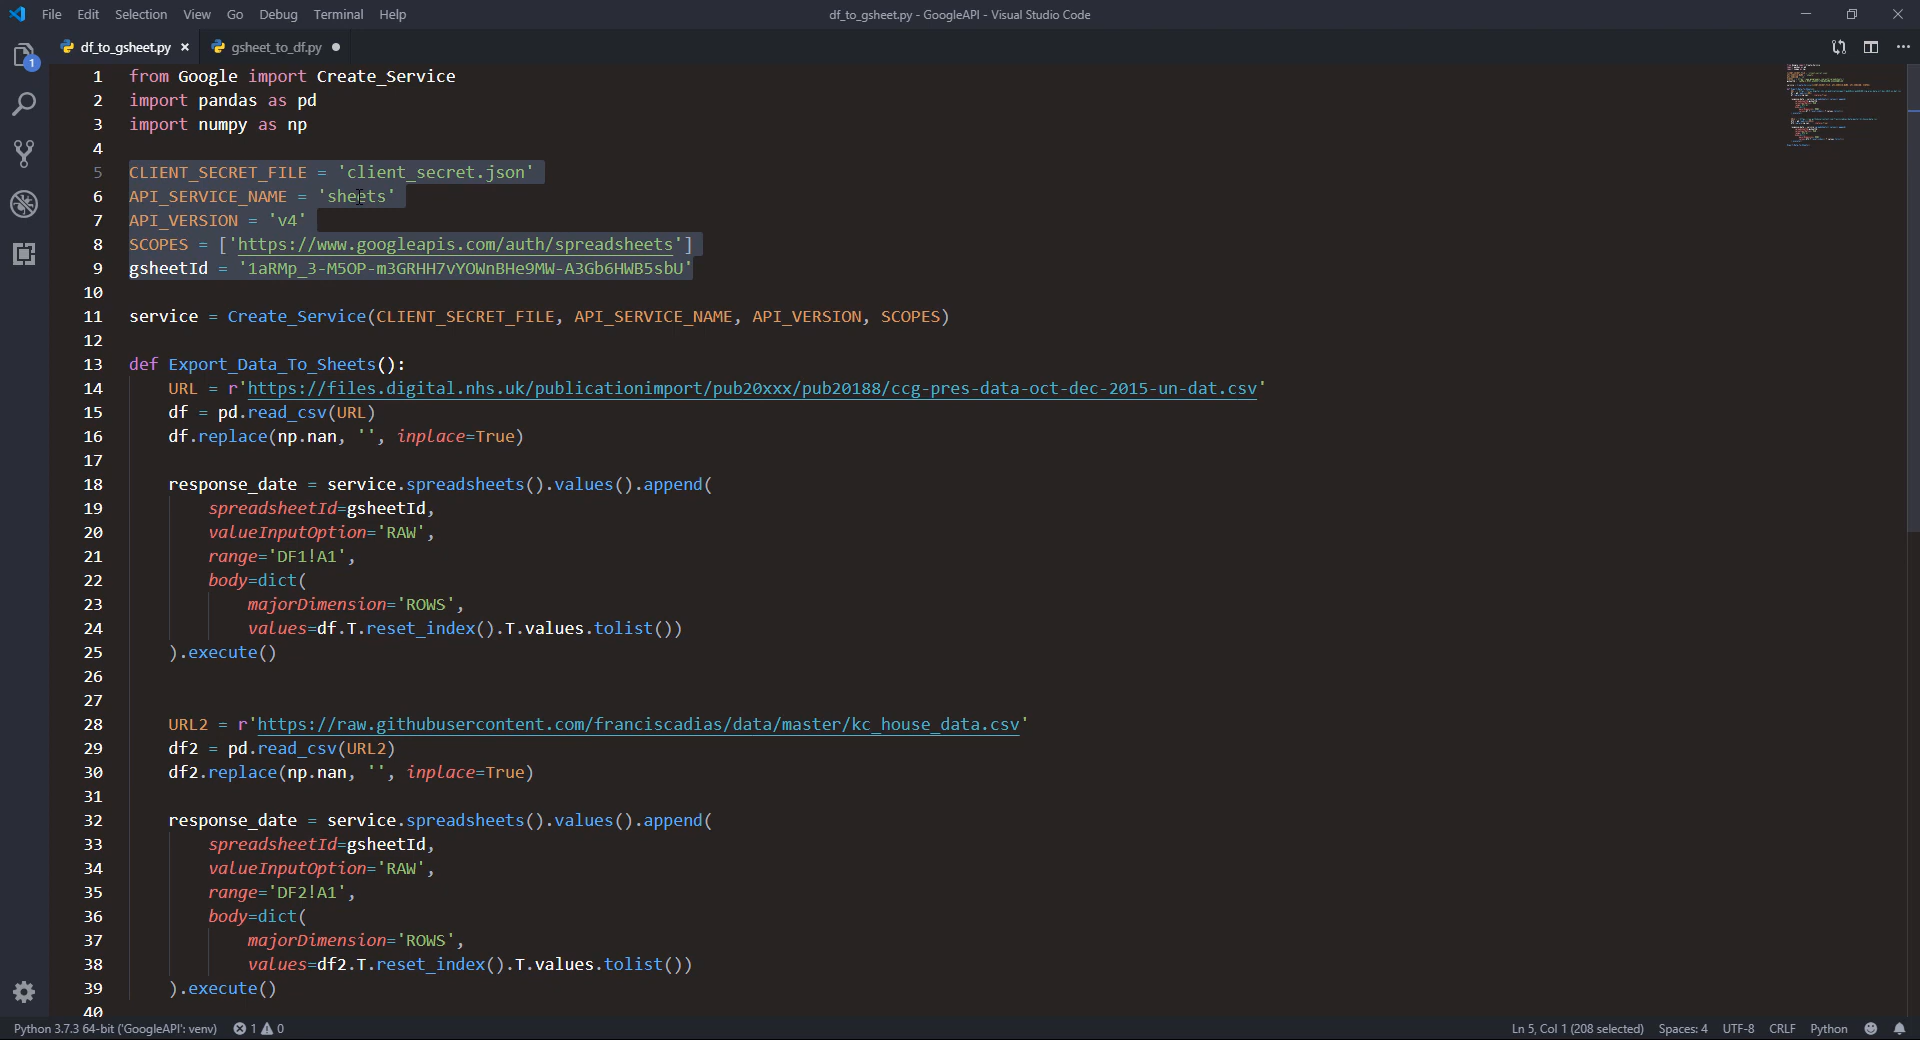 File Edit Selection View Go Debug Terminal Help
df_to_gsheet.py - GoogleAPI - Visual Studio Code
df_to_gsheet.py × gsheet_to_df.py ●
1
1 from Google import Create_Service
2 import pandas as pd
3 import numpy as np
4
5 CLIENT_SECRET_FILE = 'client_secret.json'
6 API_SERVICE_NAME = 'sheets'
7 API_VERSION = 'v4'
8 SCOPES = ['https://www.googleapis.com/auth/spreadsheets']
9 gsheetId = '1aRMp_3-M5OP-m3GRHH7vYOWnBHe9MW-A3Gb6HWB5sbU'
10
11 service = Create_Service(CLIENT_SECRET_FILE, API_SERVICE_NAME, API_VERSION, SCOPES)
12
13 def Export_Data_To_Sheets():
14 URL = r'https://files.digital.nhs.uk/publicationimport/pub20xxx/pub20188/ccg-pres-data-oct-dec-2015-un-dat.csv'
15 df = pd.read_csv(URL)
16 df.replace(np.nan, '', inplace=True)
17
18 response_date = service.spreadsheets().values().append(
19 spreadsheetId=gsheetId,
20 valueInputOption='RAW',
21 range='DF1!A1',
22 body=dict(
23 majorDimension='ROWS',
24 values=df.T.reset_index().T.values.tolist())
25 ).execute()
26
27
28 URL2 = r'https://raw.githubusercontent.com/franciscadias/data/master/kc_house_data.csv'
29 df2 = pd.read_csv(URL2)
30 df2.replace(np.nan, '', inplace=True)
31
32 response_date = service.spreadsheets().values().append(
33 spreadsheetId=gsheetId,
34 valueInputOption='RAW',
35 range='DF2!A1',
36 body=dict(
37 majorDimension='ROWS',
38 values=df2.T.reset_index().T.values.tolist())
39 ).execute()
40
Python 3.7.3 64-bit ('GoogleAPI': venv) 1 0
Ln 5, Col 1 (208 selected) Spaces: 4 UTF-8 CRLF Python